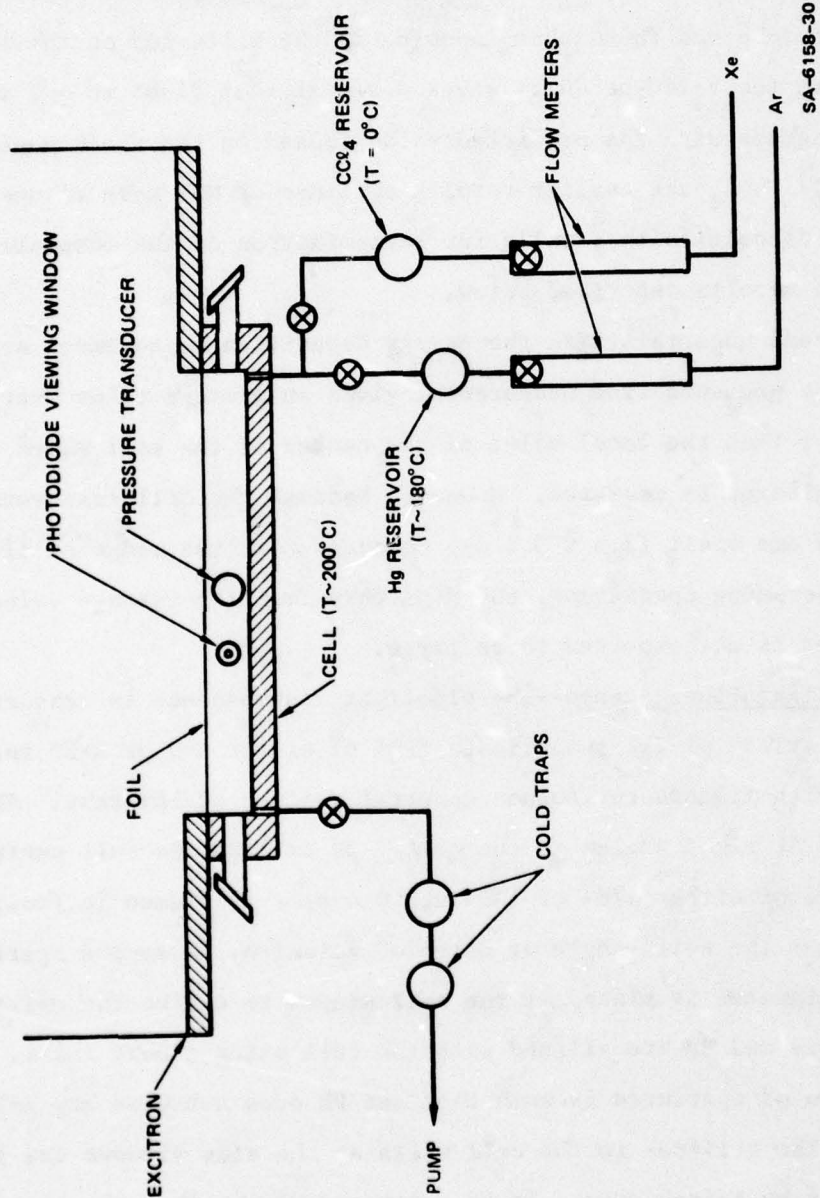 EXCITRON
FOIL
PHOTODIODE VIEWING WINDOW
PRESSURE TRANSDUCER
CELL (T~200°C)
CCℓ4 RESERVOIR
(T = 0°C)
Hg RESERVOIR
(T~180°C)
FLOW METERS
COLD TRAPS
PUMP
Xe
Ar
SA-6158-30